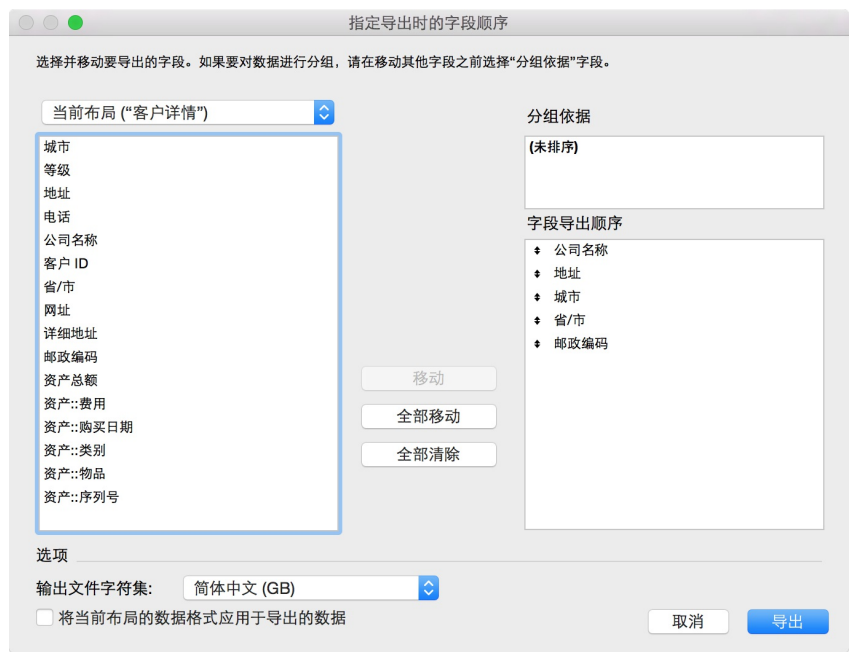 指定导出时的字段顺序
选择并移动要导出的字段。如果要对数据进行分组，请在移动其他字段之前选择“分组依据”字段。
当前布局 (“客户详情”)
城市
等级
地址
电话
公司名称
客户 ID
省/市
网址
详细地址
邮政编码
资产总额
资产::费用
资产::购买日期
资产::类别
资产::物品
资产::序列号
移动
全部移动
全部清除
分组依据
(未排序)
字段导出顺序
公司名称
地址
城市
省/市
邮政编码
选项
输出文件字符集: 简体中文 (GB)
将当前布局的数据格式应用于导出的数据
取消 导出